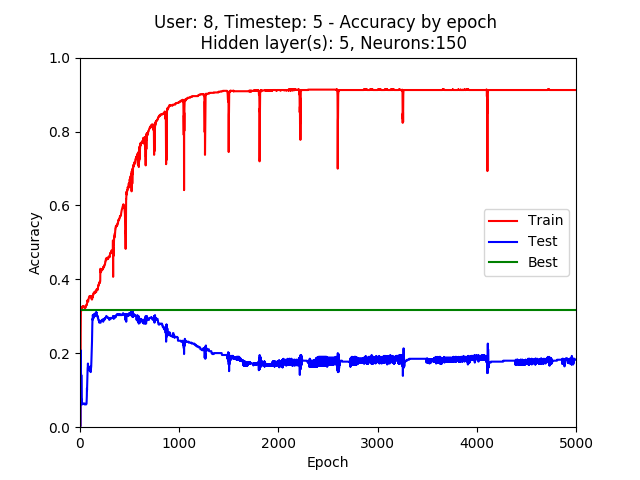 User: 8, Timestep: 5 - Accuracy by epoch
Hidden layer(s): 5, Neurons:150
1.0
0.8
0.6
0.4
0.2
0.0
Accuracy
Train
Test
Best
0 1000 2000 3000 4000 5000
Epoch